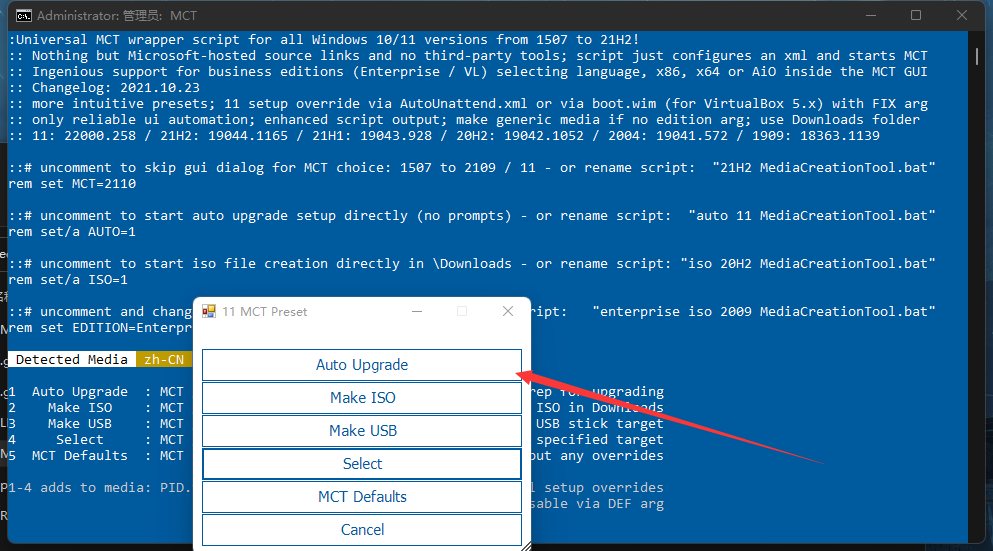 Administrator: 管理员: MCT
:Universal MCT wrapper script for all Windows 10/11 versions from 1507 to 21H2!
:: Nothing but Microsoft-hosted source links and no third-party tools; script just configures an xml and starts MCT
:: Ingenious support for business editions (Enterprise / VL) selecting language, x86, x64 or AiO inside the MCT GUI
:: Changelog: 2021.10.23
:: more intuitive presets; 11 setup override via AutoUnattend.xml or via boot.wim (for VirtualBox 5.x) with FIX arg
:: only reliable ui automation; enhanced script output; make generic media if no edition arg; use Downloads folder
:: 11: 22000.258 / 21H2: 19044.1165 / 21H1: 19043.928 / 20H2: 19042.1052 / 2004: 19041.572 / 1909: 18363.1139
::# uncomment to skip gui dialog for MCT choice: 1507 to 2109 / 11 - or rename script: "21H2 MediaCreationTool.bat"
rem set MCT=2110
::# uncomment to start auto upgrade setup directly (no prompts) - or rename script: "auto 11 MediaCreationTool.bat"
rem set/a AUTO=1
::# uncomment to start iso file creation directly in \Downloads - or rename script: "iso 20H2 MediaCreationTool.bat"
rem set/a ISO=1
::# uncomment and chang ript: "enterprise iso 2009 MediaCreationTool.bat"
rem set EDITION=Enterpr
Detected Media zh-CN
1 Auto Upgrade : MCT rep for upgrading
2 Make ISO : MCT ISO in Downloads
3 Make USB : MCT USB stick target
4 Select : MCT specified target
5 MCT Defaults : MCT out any overrides
1-4 adds to media: PID. l setup overrides
sable via DEF arg
11 MCT Preset
Auto Upgrade
Make ISO
Make USB
Select
MCT Defaults
Cancel